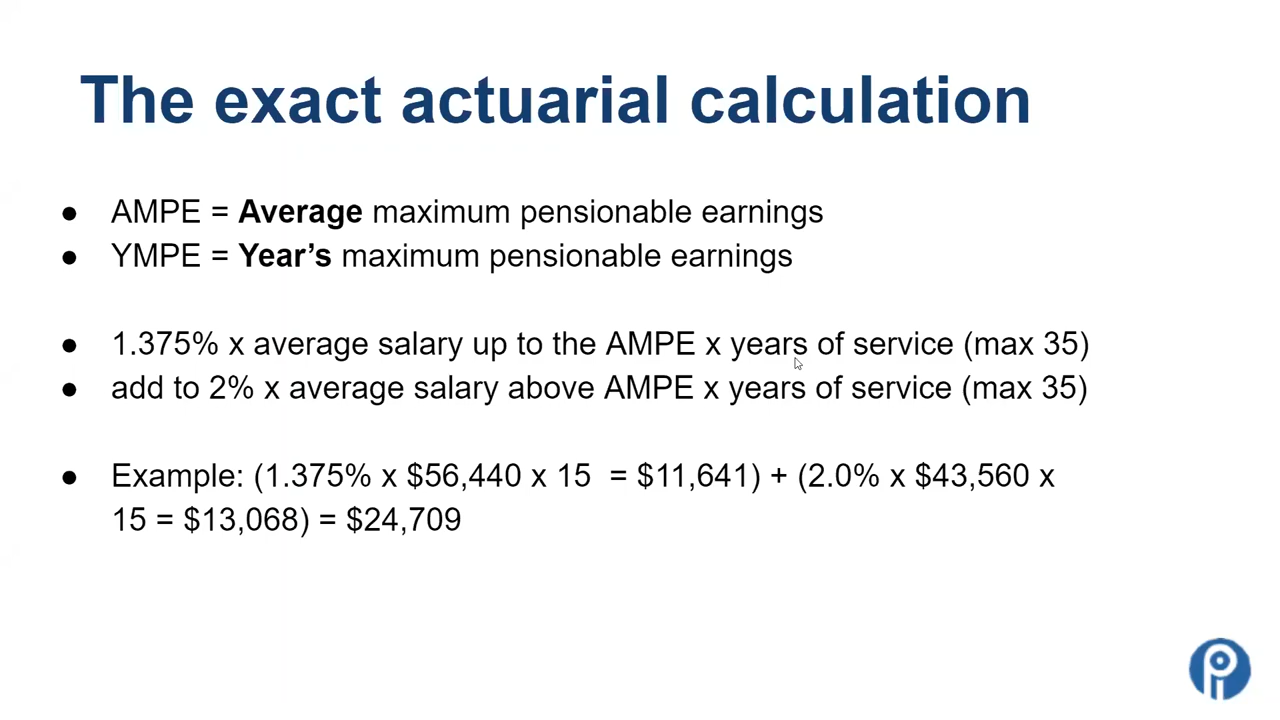 The exact actuarial calculation
● AMPE = Average maximum pensionable earnings
● YMPE = Year’s maximum pensionable earnings
● 1.375% x average salary up to the AMPE x years of service (max 35)
● add to 2% x average salary above AMPE x years of service (max 35)
● Example: (1.375% x $56,440 x 15  = $11,641) + (2.0% x $43,560 x
15 = $13,068) = $24,709